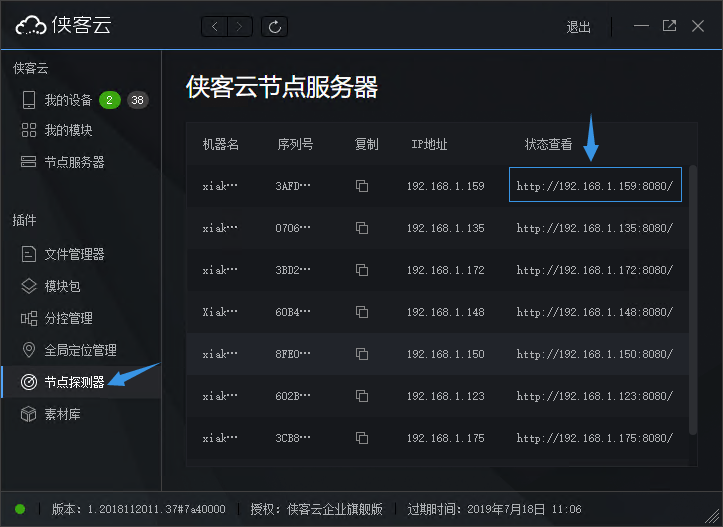 侠客云
退出
侠客云
我的设备 2 38
我的模块
节点服务器
插件
文件管理器
模块包
分控管理
全局定位管理
节点探测器
素材库
侠客云节点服务器
机器名 序列号 复制 IP地址 状态查看
xiak… 3AFD… 192.168.1.159 http://192.168.1.159:8080/
xiak… 0706… 192.168.1.135 http://192.168.1.135:8080/
xiak… 3BD2… 192.168.1.172 http://192.168.1.172:8080/
Xiak… 60B4… 192.168.1.148 http://192.168.1.148:8080/
xiak… 8FE0… 192.168.1.150 http://192.168.1.150:8080/
xiak… 602B… 192.168.1.123 http://192.168.1.123:8080/
xiak… 3CB8… 192.168.1.175 http://192.168.1.175:8080/
版本: 1.2018112011.37#7a40000 授权: 侠客云企业旗舰版 过期时间: 2019年7月18日 11:06